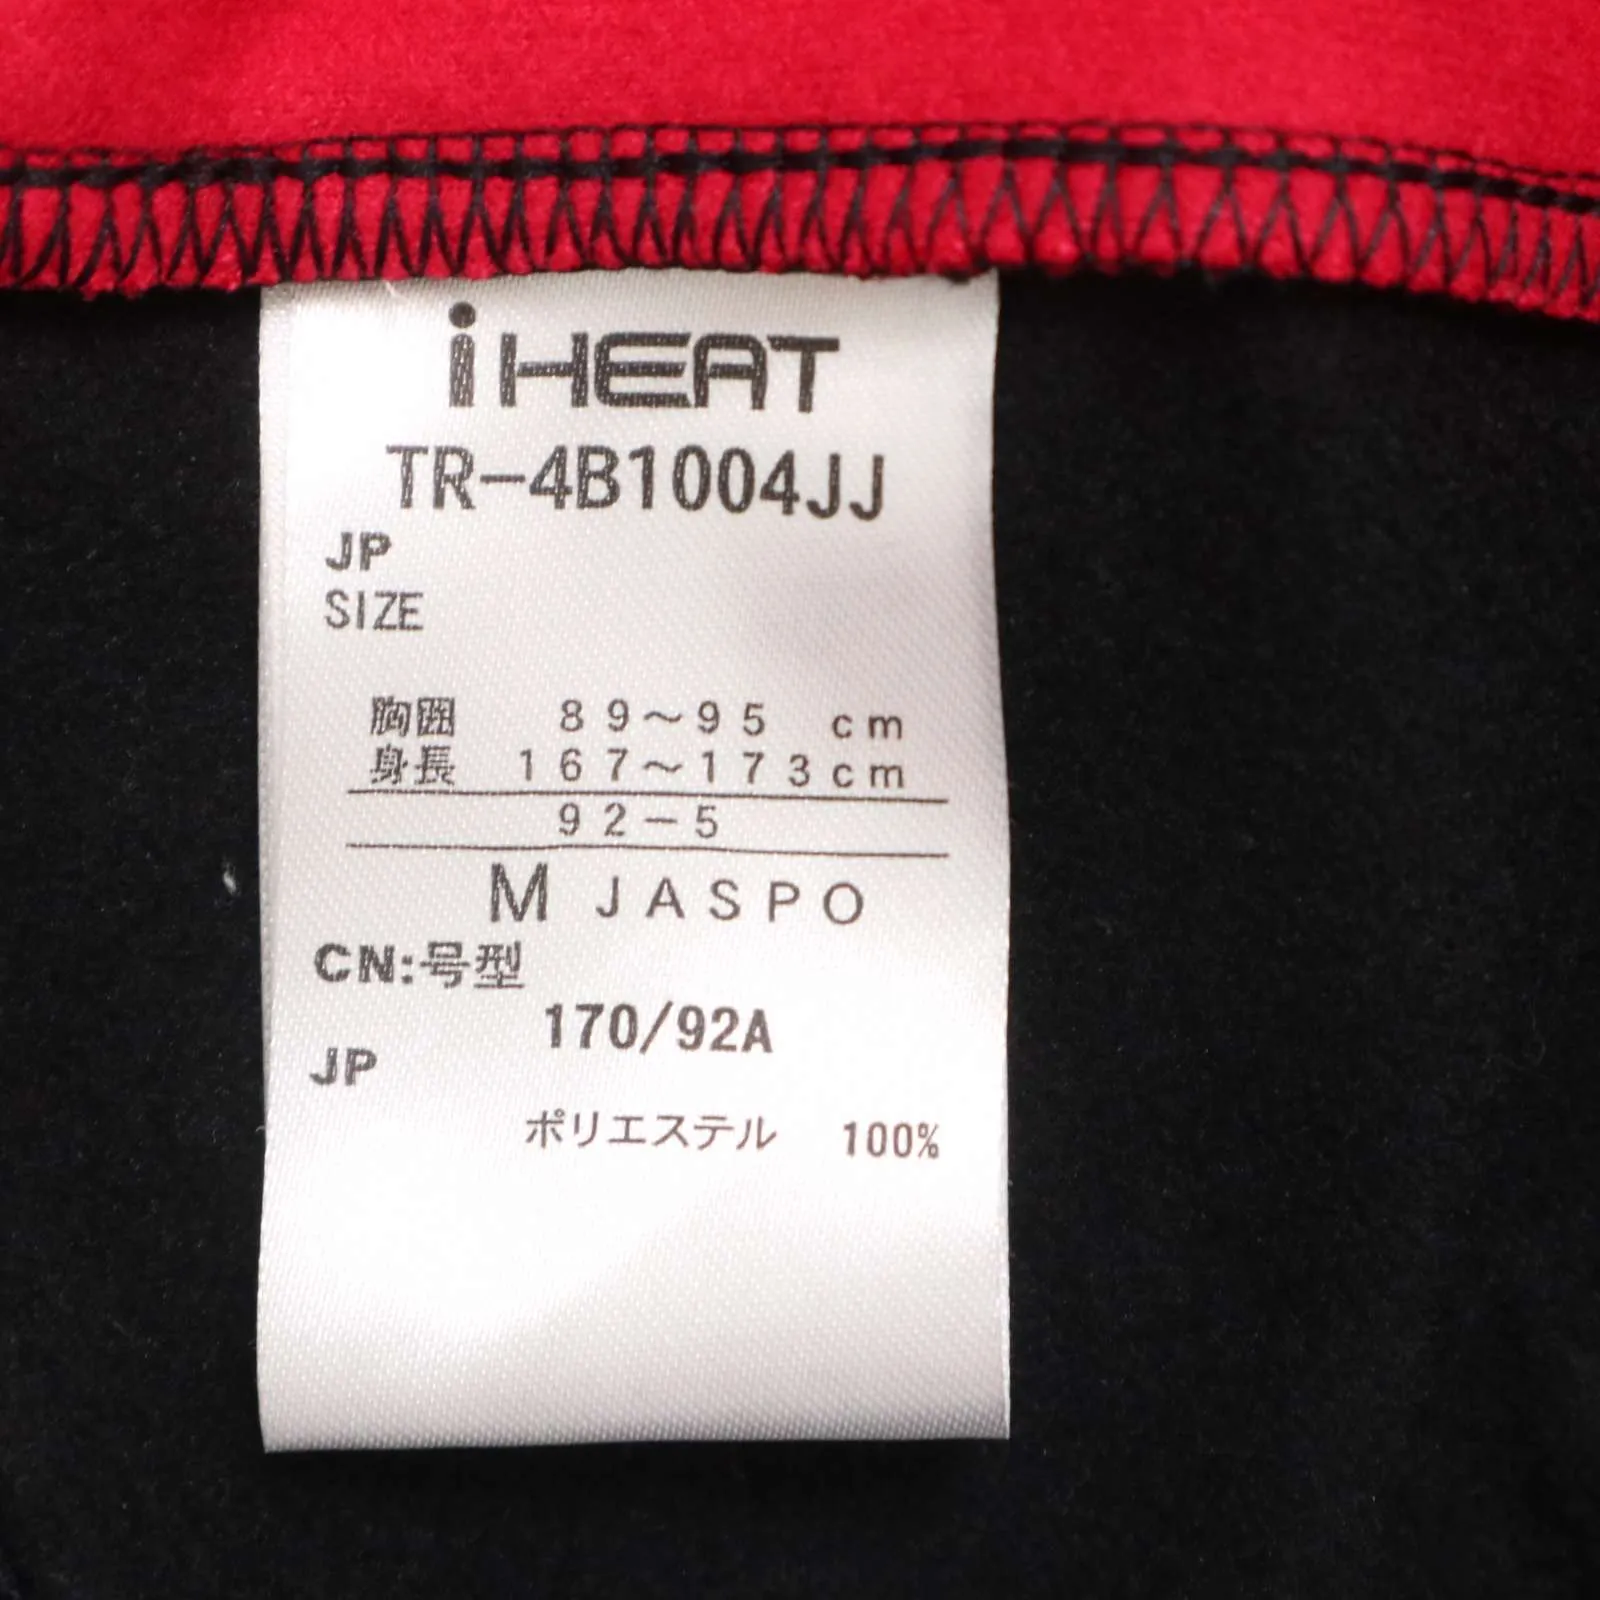 iHEAT
TR-4B1004JJ
JP
SIZE
胸囲 89～95 cm
身長 167～173cm
92-5
M JASPO
CN:号型
170/92A
JP
ポリエステル 100%